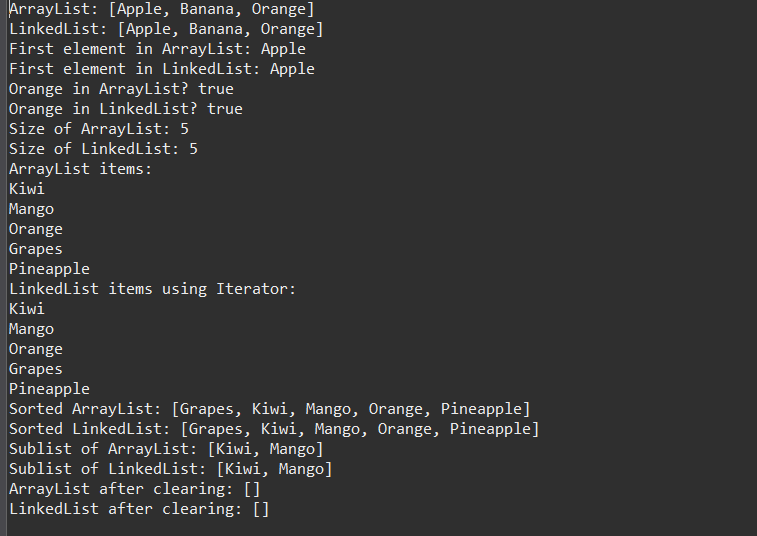 ArrayList: [Apple, Banana, Orange]
LinkedList: [Apple, Banana, Orange]
First element in ArrayList: Apple
First element in LinkedList: Apple
Orange in ArrayList? true
Orange in LinkedList? true
Size of ArrayList: 5
Size of LinkedList: 5
ArrayList items:
Kiwi
Mango
Orange
Grapes
Pineapple
LinkedList items using Iterator:
Kiwi
Mango
Orange
Grapes
Pineapple
Sorted ArrayList: [Grapes, Kiwi, Mango, Orange, Pineapple]
Sorted LinkedList: [Grapes, Kiwi, Mango, Orange, Pineapple]
Sublist of ArrayList: [Kiwi, Mango]
Sublist of LinkedList: [Kiwi, Mango]
ArrayList after clearing: []
LinkedList after clearing: []